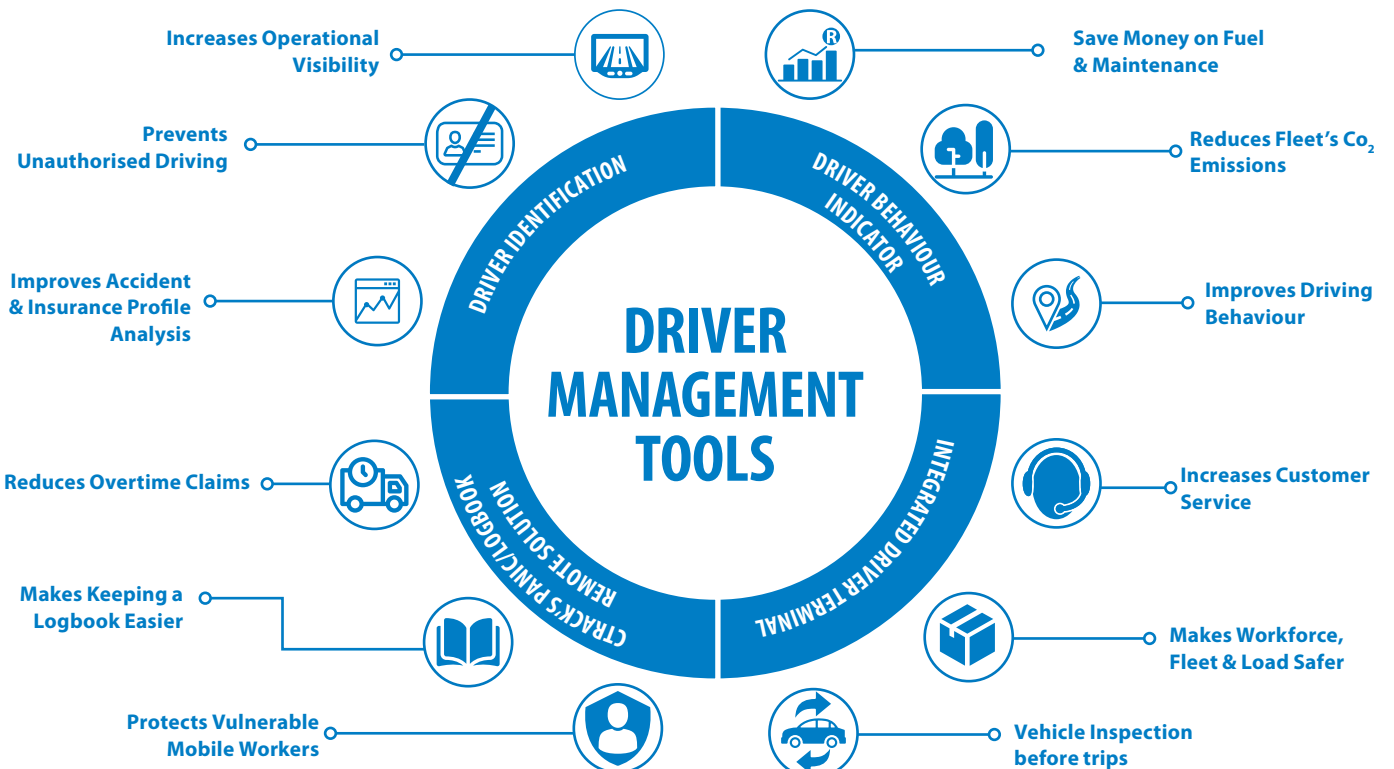 Increases Operational
Visibility
Prevents
Unauthorised Driving
Improves Accident
& Insurance Profile
Analysis
Reduces Overtime Claims
Makes Keeping a
Logbook Easier
Protects Vulnerable
Mobile Workers
DRIVER IDENTIFICATION
DRIVER BEHAVIOUR
INDICATOR
DRIVER
MANAGEMENT
TOOLS
CTRACK'S PANIC/LOGBOOK
REMOTE SOLUTION
INTEGRATED DRIVER TERMINAL
R
Save Money on Fuel
& Maintenance
Reduces Fleet's Co₂
Emissions
Improves Driving
Behaviour
Increases Customer
Service
Makes Workforce,
Fleet & Load Safer
Vehicle Inspection
before trips